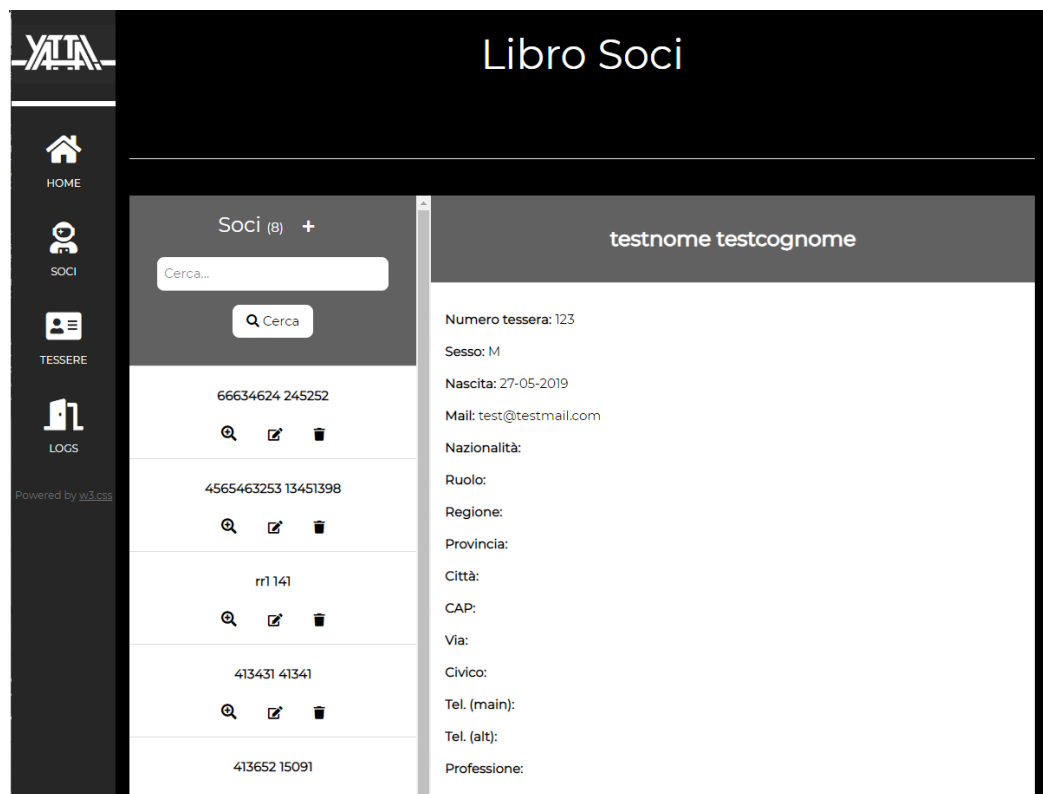 YATTA
Libro Soci
HOME
SOCI
TESSERE
LOGS
Powered by w3.css
Soci (8) +
Cerca...
Cerca
66634624 245252
4565463253 13451398
rr1 141
413431 41341
413652 15091
testnome testcognome
Numero tessera: 123
Sesso: M
Nascita: 27-05-2019
Mail: test@testmail.com
Nazionalità:
Ruolo:
Regione:
Provincia:
Città:
CAP:
Via:
Civico:
Tel. (main):
Tel. (alt):
Professione: